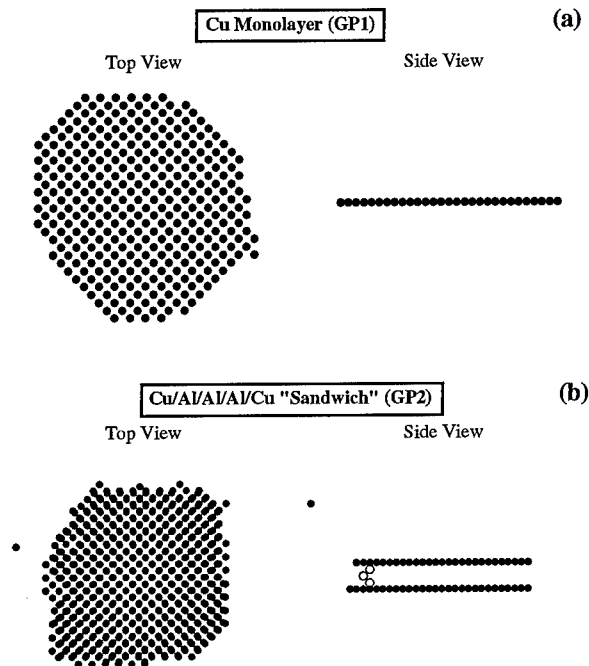 Cu Monolayer (GP1)
(a)
Top View
Side View
Cu/Al/Al/Al/Cu "Sandwich" (GP2)
(b)
Top View
Side View